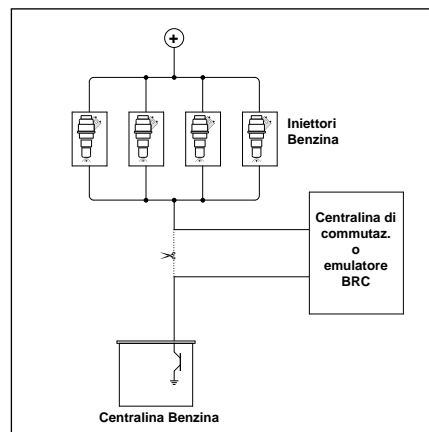 +
Iniettori
Benzina
Centralina di
commutaz.
o
emulatore
BRC
Centralina Benzina